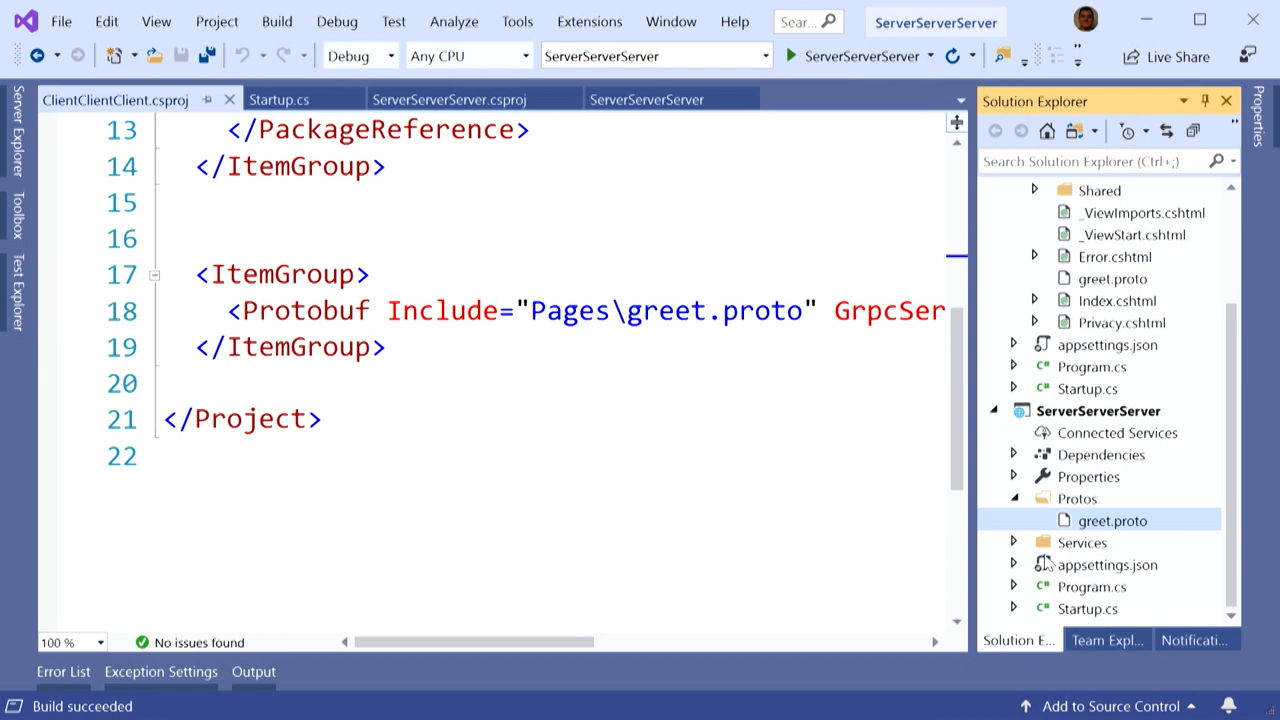 File Edit View Project Build Debug Test Analyze Tools Extensions Window Help Sear... ServerServerServer
Debug Any CPU ServerServerServer ServerServerServer Live Share
ClientClientClient.csproj Startup.cs ServerServerServer.csproj ServerServerServer
Server Explorer
Toolbox
Test Explorer
13 </PackageReference>
14 </ItemGroup>
15
16
17 <ItemGroup>
18 <Protobuf Include="Pages\greet.proto" GrpcSer
19 </ItemGroup>
20
21 </Project>
22
100 % No issues found
Solution Explorer
Search Solution Explorer (Ctrl+;)
Shared
_ViewImports.cshtml
_ViewStart.cshtml
Error.cshtml
greet.proto
Index.cshtml
Privacy.cshtml
appsettings.json
C# Program.cs
C# Startup.cs
ServerServerServer
Connected Services
Dependencies
Properties
Protos
greet.proto
Services
appsettings.json
C# Program.cs
C# Startup.cs
Solution E... Team Expl... Notificati...
Properties
Error List Exception Settings Output
Build succeeded Add to Source Control